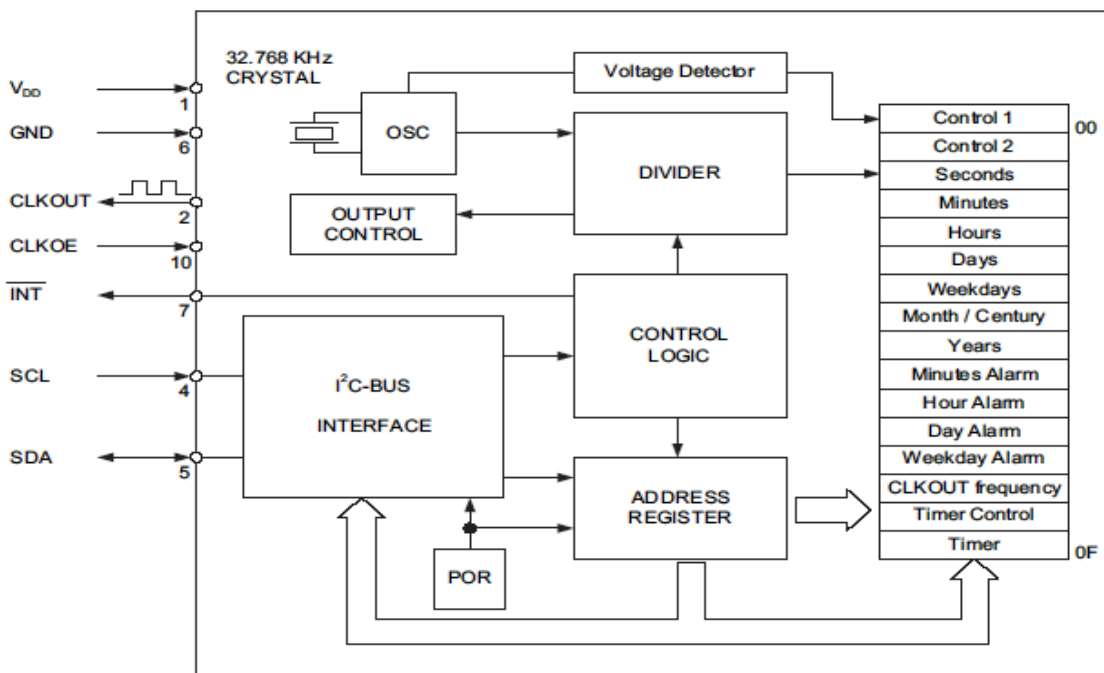 32.768 KHz
CRYSTAL
Voltage Detector
V_DD
1
GND
6
OSC
DIVIDER
CLKOUT
2
OUTPUT
CONTROL
CLKOE
10
INT
7
CONTROL
LOGIC
SCL
4
I²C-BUS
INTERFACE
SDA
5
ADDRESS
REGISTER
POR
Control 1
00
Control 2
Seconds
Minutes
Hours
Days
Weekdays
Month / Century
Years
Minutes Alarm
Hour Alarm
Day Alarm
Weekday Alarm
CLKOUT frequency
Timer Control
Timer
0F